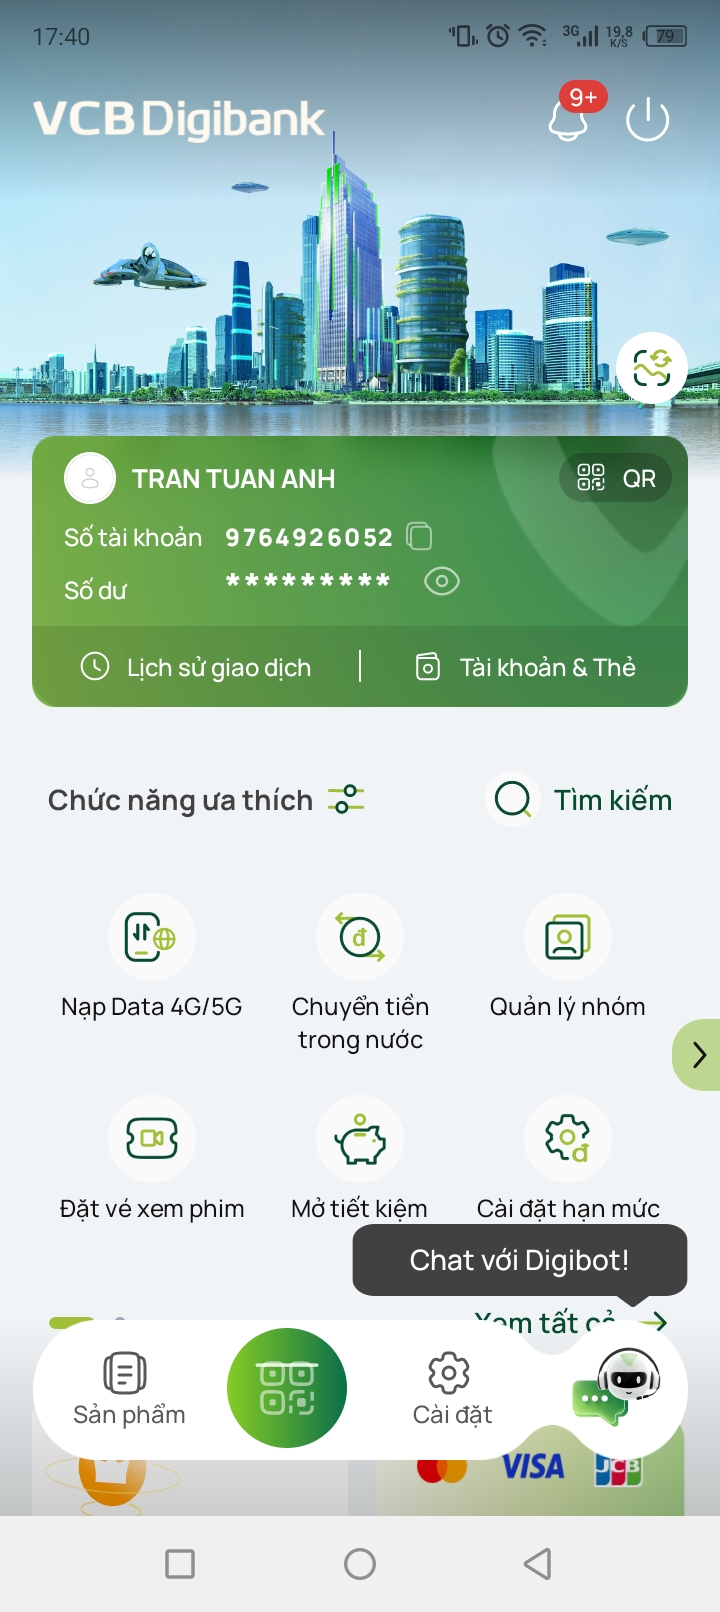 17:40
3G
19,8
K/S
79
VCB Digibank
9+
TRAN TUAN ANH
QR
Số tài khoản 9764926052
Số dư *********
Lịch sử giao dịch
Tài khoản & Thẻ
Chức năng ưa thích
Tìm kiếm
Nạp Data 4G/5G
Chuyển tiền
trong nước
Quản lý nhóm
Đặt vé xem phim
Mở tiết kiệm
Cài đặt hạn mức
Chat với Digibot!
Xem tất cả
Sản phẩm
Cài đặt
VISA
JCB